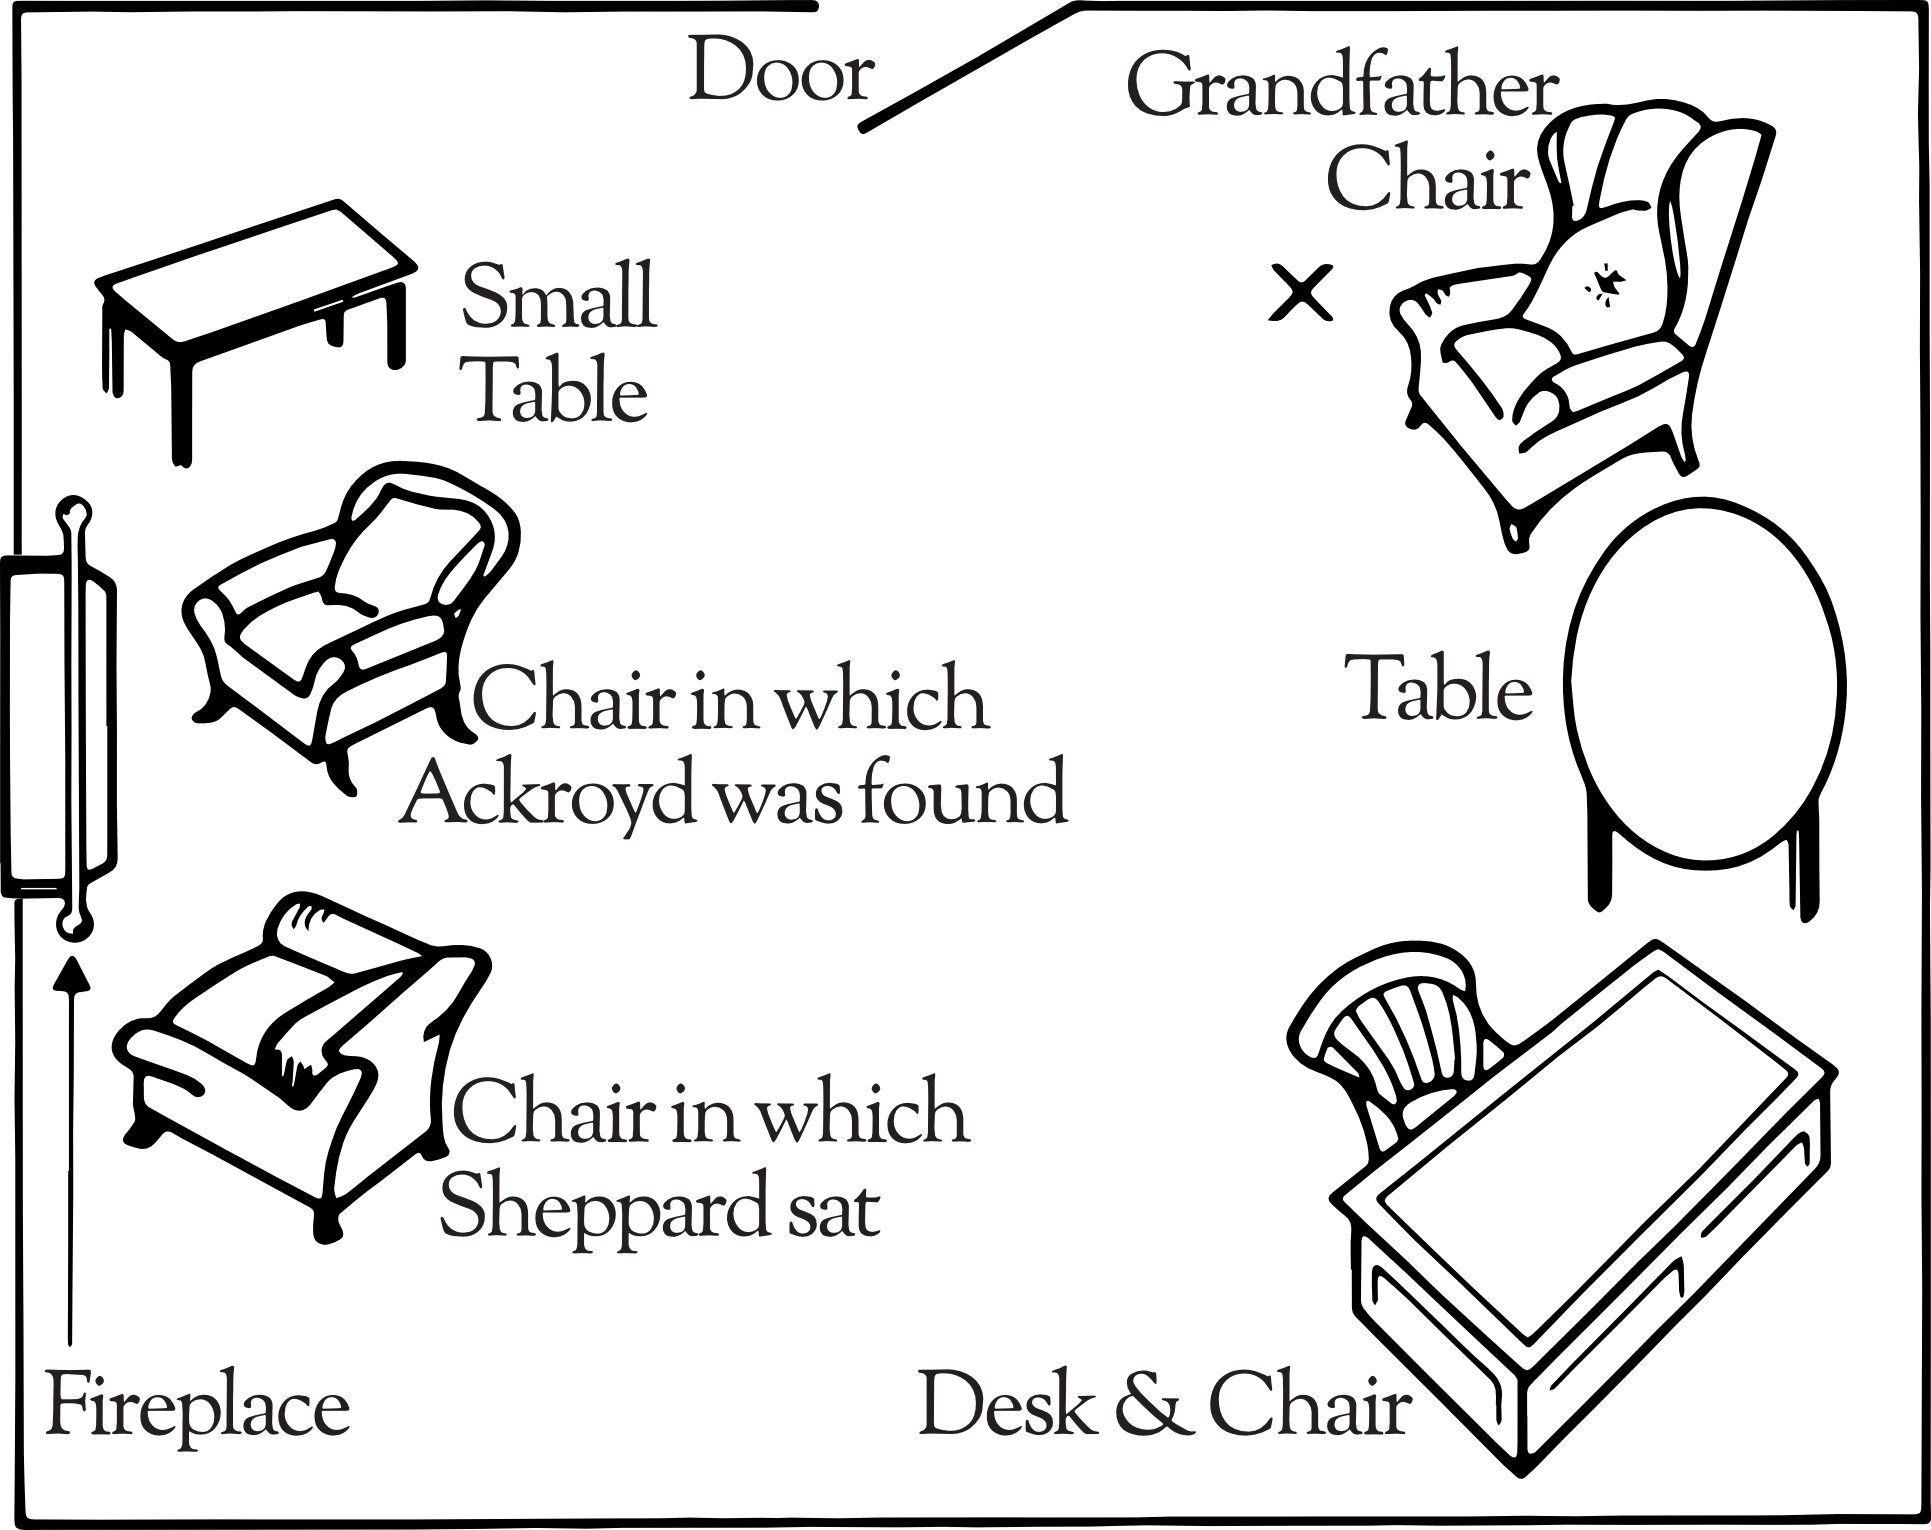 Door
Grandfather
Chair
Small
Table
Chair in which
Ackroyd was found
Table
Chair in which
Sheppard sat
Fireplace
Desk & Chair